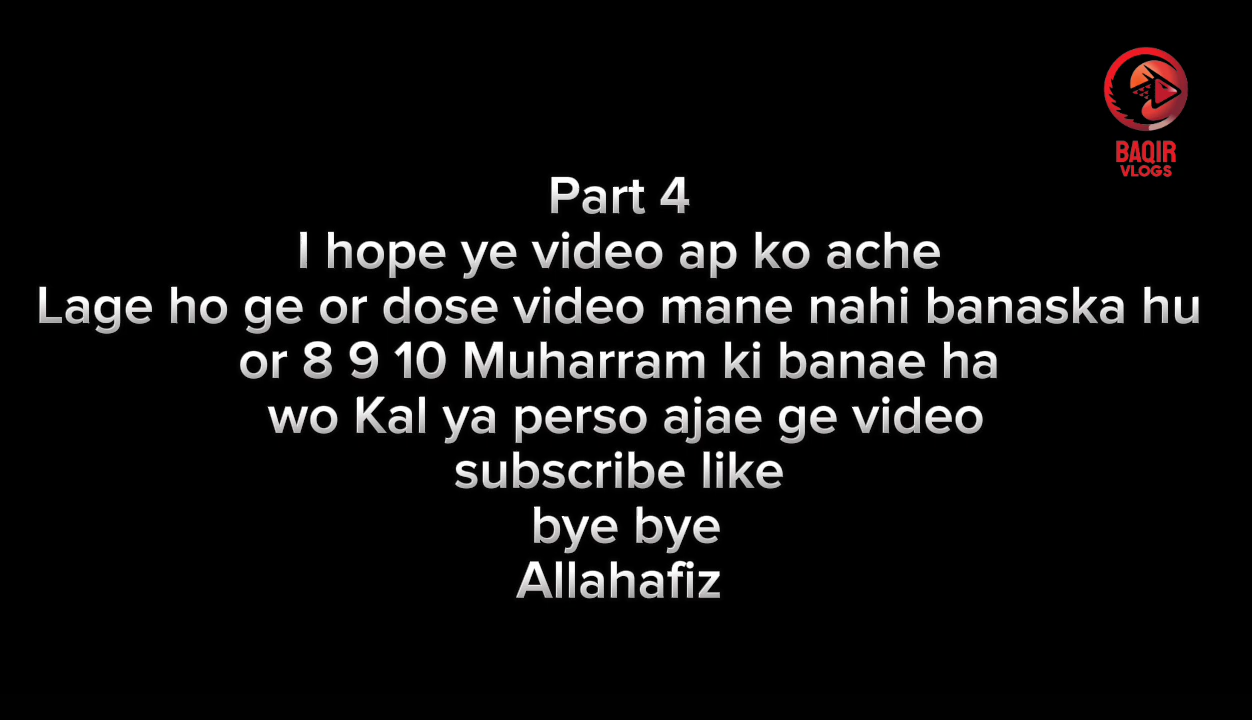 BAQIR
VLOGS
Part 4
I hope ye video ap ko ache
Lage ho ge or dose video mane nahi banaska hu
or 8 9 10 Muharram ki banae ha
wo Kal ya perso ajae ge video
subscribe like
bye bye
Allahafiz